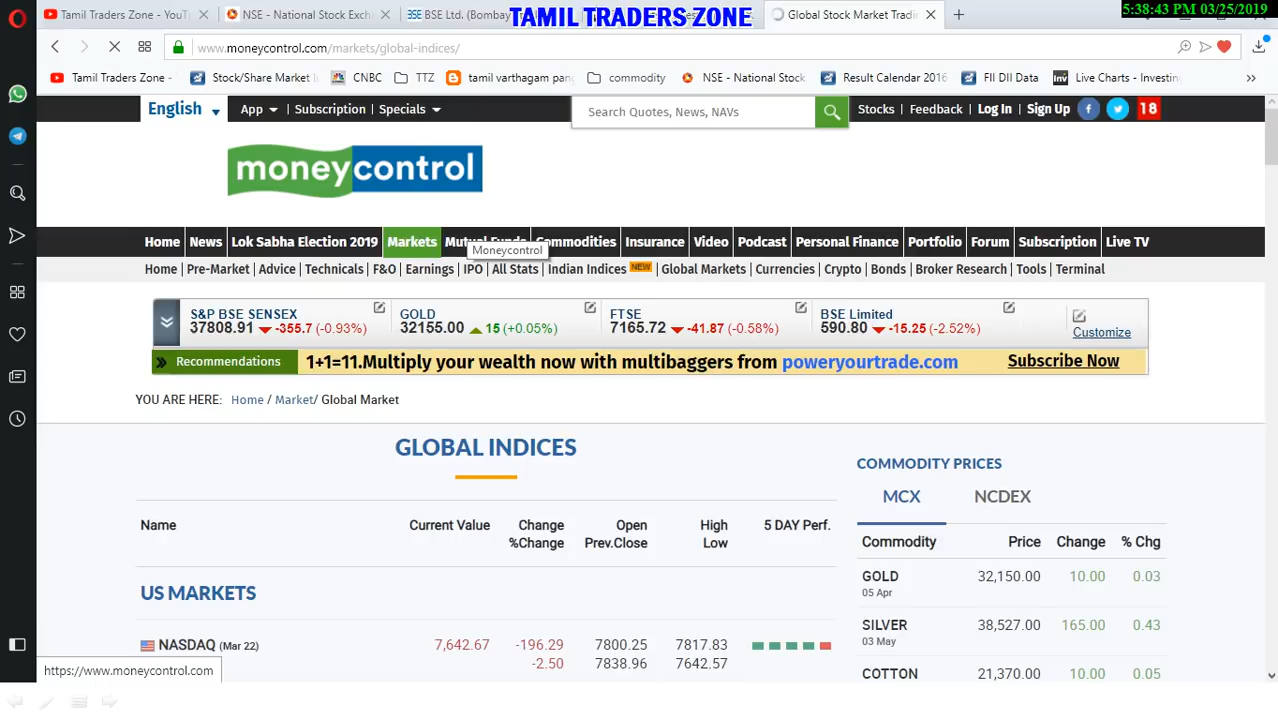 Tamil Traders Zone - YouT
NSE - National Stock Exch
BSE Ltd. (Bombay
TAMIL TRADERS ZONE
Global Stock Market Tradin
5:38:43 PM 03/25/2019
www.moneycontrol.com/markets/global-indices/
Tamil Traders Zone -
Stock/Share Market
CNBC
TTZ
tamil varthagam pan
commodity
NSE - National Stock
Result Calendar 2016
FII DII Data
Live Charts - Investin
Inv
English
App
Subscription
Specials
Search Quotes, News, NAVs
Stocks | Feedback | Log In | Sign Up
18
moneycontrol
Home News Lok Sabha Election 2019 Markets Mutual Funds Commodities Insurance Video Podcast Personal Finance Portfolio Forum Subscription Live TV
Moneycontrol
Home | Pre-Market | Advice | Technicals | F&O | Earnings | IPO | All Stats | Indian Indices NEW | Global Markets | Currencies | Crypto | Bonds | Broker Research | Tools | Terminal
S&P BSE SENSEX
37808.91 -355.7 (-0.93%)
GOLD
32155.00 15 (+0.05%)
FTSE
7165.72 -41.87 (-0.58%)
BSE Limited
590.80 -15.25 (-2.52%)
Customize
Recommendations
1+1=11.Multiply your wealth now with multibaggers from poweryourtrade.com
Subscribe Now
YOU ARE HERE: Home / Market/ Global Market
GLOBAL INDICES
Name
Current Value
Change
%Change
Open
Prev.Close
High
Low
5 DAY Perf.
US MARKETS
NASDAQ (Mar 22) 7,642.67 -196.29 7800.25 7817.83
-2.50 7838.96 7642.57
COMMODITY PRICES
MCX NCDEX
Commodity Price Change % Chg
GOLD 32,150.00 10.00 0.03
05 Apr
SILVER 38,527.00 165.00 0.43
03 May
COTTON 21,370.00 10.00 0.05
https://www.moneycontrol.com